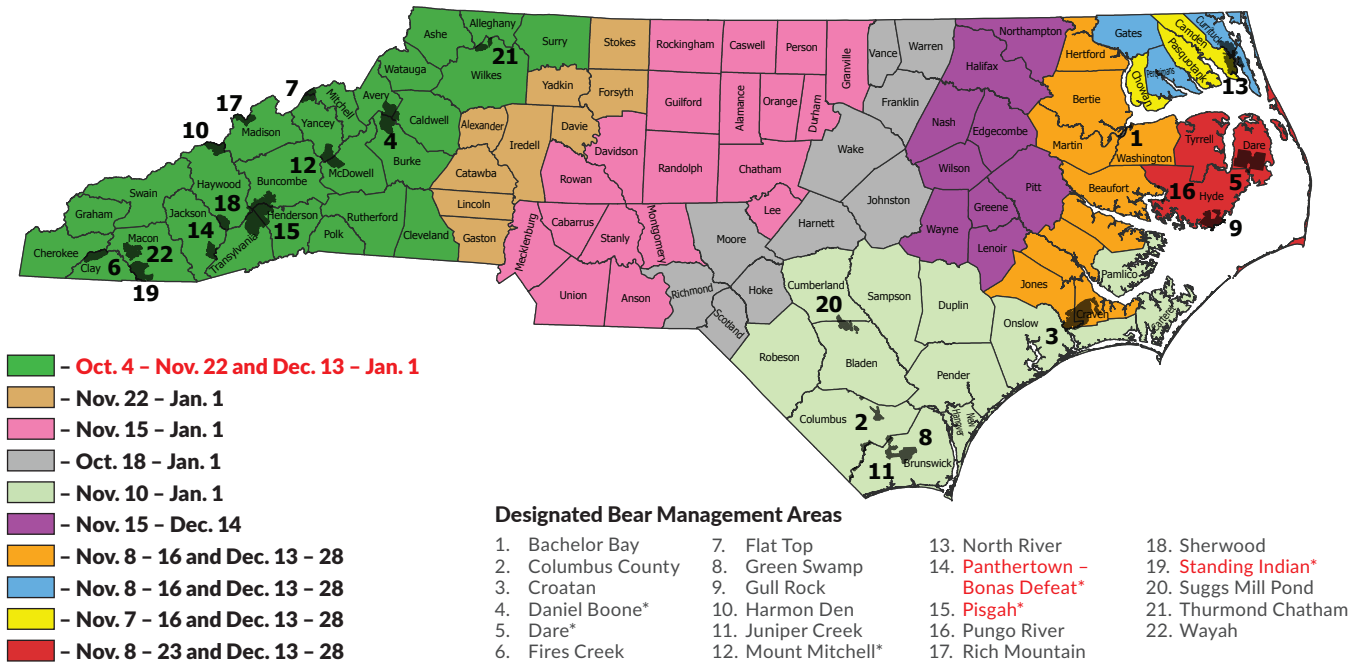 Alleghany
Ashe
Surry
21
Wilkes
Watauga
Stokes
Rockingham
Caswell
Person
Granville
Vance
Warren
Northampton
Halifax
Hertford
Gates
Camden
Currituck
Pasquotank
Perquimans
Chowan
13
7
17
10
Mitchell
Avery
Yadkin
Forsyth
Guilford
Alamance
Orange
Durham
Franklin
Nash
Edgecombe
Bertie
Madison
Yancey
4
Caldwell
Alexander
Iredell
Davie
Davidson
Randolph
Chatham
Wake
Wilson
Martin
1
Washington
Tyrrell
Dare
12
Burke
McDowell
Catawba
Rowan
Pitt
Beaufort
16
5
Hyde
9
Swain
Haywood
Buncombe
18
Graham
Jackson
14
Henderson
15
Transylvania
Rutherford
Polk
Cleveland
Lincoln
Gaston
Mecklenburg
Cabarrus
Stanly
Montgomery
Lee
Moore
Harnett
Johnston
Greene
Wayne
Lenoir
Cherokee
Clay
6
Macon
22
19
Union
Anson
Richmond
Scotland
Hoke
Cumberland
20
Sampson
Duplin
Jones
Craven
Pamlico
Carteret
Onslow
3
Robeson
Bladen
Pender
Columbus
2
New
Hanover
8
Brunswick
11
– Oct. 4 – Nov. 22 and Dec. 13 – Jan. 1
– Nov. 22 – Jan. 1
– Nov. 15 – Jan. 1
– Oct. 18 – Jan. 1
– Nov. 10 – Jan. 1
– Nov. 15 – Dec. 14
– Nov. 8 – 16 and Dec. 13 – 28
– Nov. 8 – 16 and Dec. 13 – 28
– Nov. 7 – 16 and Dec. 13 – 28
– Nov. 8 – 23 and Dec. 13 – 28
Designated Bear Management Areas
1. Bachelor Bay
2. Columbus County
3. Croatan
4. Daniel Boone*
5. Dare*
6. Fires Creek
7. Flat Top
8. Green Swamp
9. Gull Rock
10. Harmon Den
11. Juniper Creek
12. Mount Mitchell*
13. North River
14. Panthertown –
Bonas Defeat*
15. Pisgah*
16. Pungo River
17. Rich Mountain
18. Sherwood
19. Standing Indian*
20. Suggs Mill Pond
21. Thurmond Chatham
22. Wayah